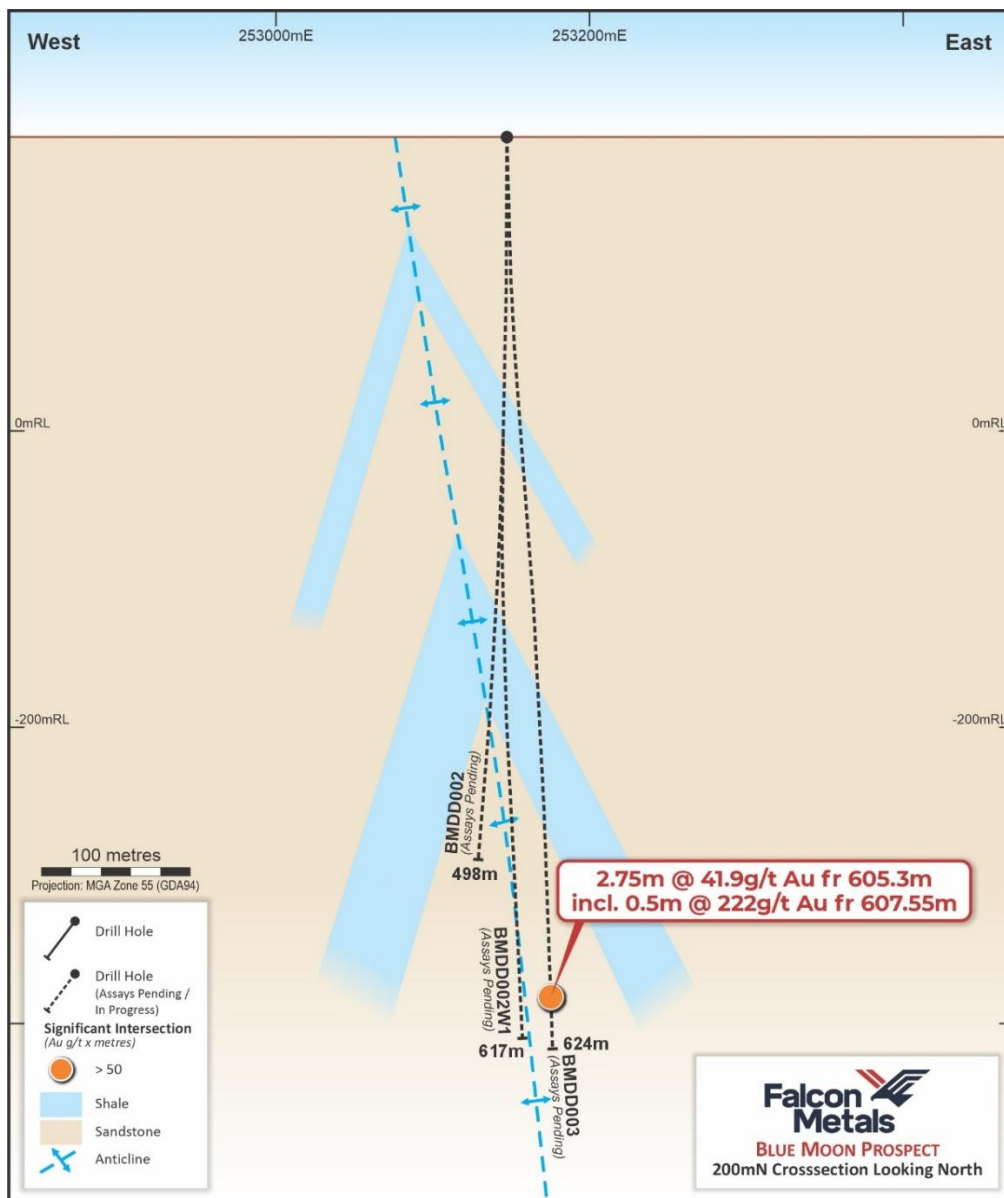 West
253000mE
253200mE
East
0mRL
0mRL
-200mRL
-200mRL
BMDD002
(Assays Pending)
498m
2.75m @ 41.9g/t Au fr 605.3m
incl. 0.5m @ 222g/t Au fr 607.55m
BMDD002W1
(Assays Pending)
617m
624m
BMDD003
(Assays Pending)
100 metres
Projection: MGA Zone 55 (GDA94)
Drill Hole
Drill Hole
(Assays Pending /
In Progress)
Significant Intersection
(Au g/t x metres)
> 50
Shale
Sandstone
Anticline
Falcon
Metals
BLUE MOON PROSPECT
200mN Crosssection Looking North